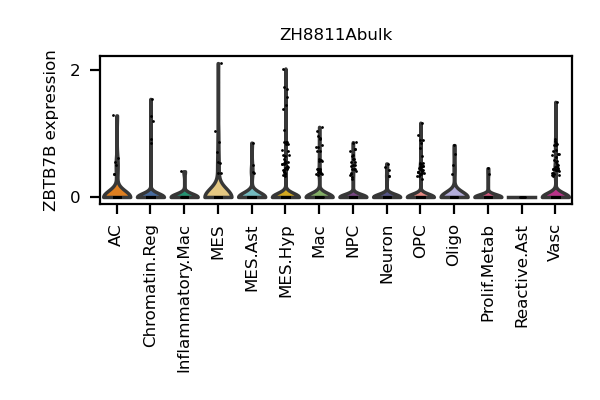 ZH8811Abulk
ZBTB7B expression
2
0
AC
Chromatin.Reg
Inflammatory.Mac
MES
MES.Ast
MES.Hyp
Mac
NPC
Neuron
OPC
Oligo
Prolif.Metab
Reactive.Ast
Vasc